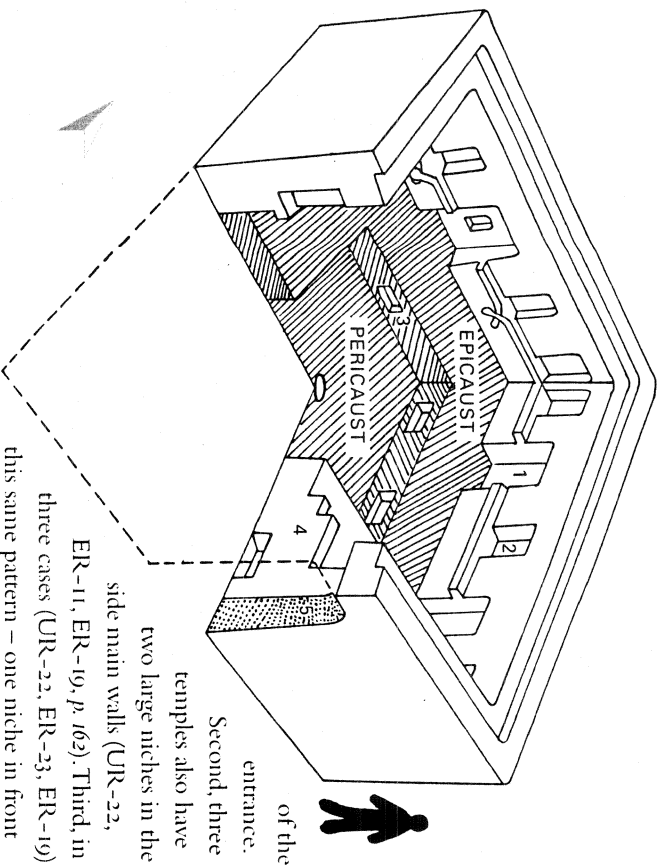 EPICAUST
PERICAUST
1
2
3
4
5
of the
entrance.
Second, three
temples also have
two large niches in the
side main walls (UR-22,
ER-11, ER-19, p. 162). Third, in
three cases (UR-22, ER-23, ER-19)
this same pattern – one niche in front